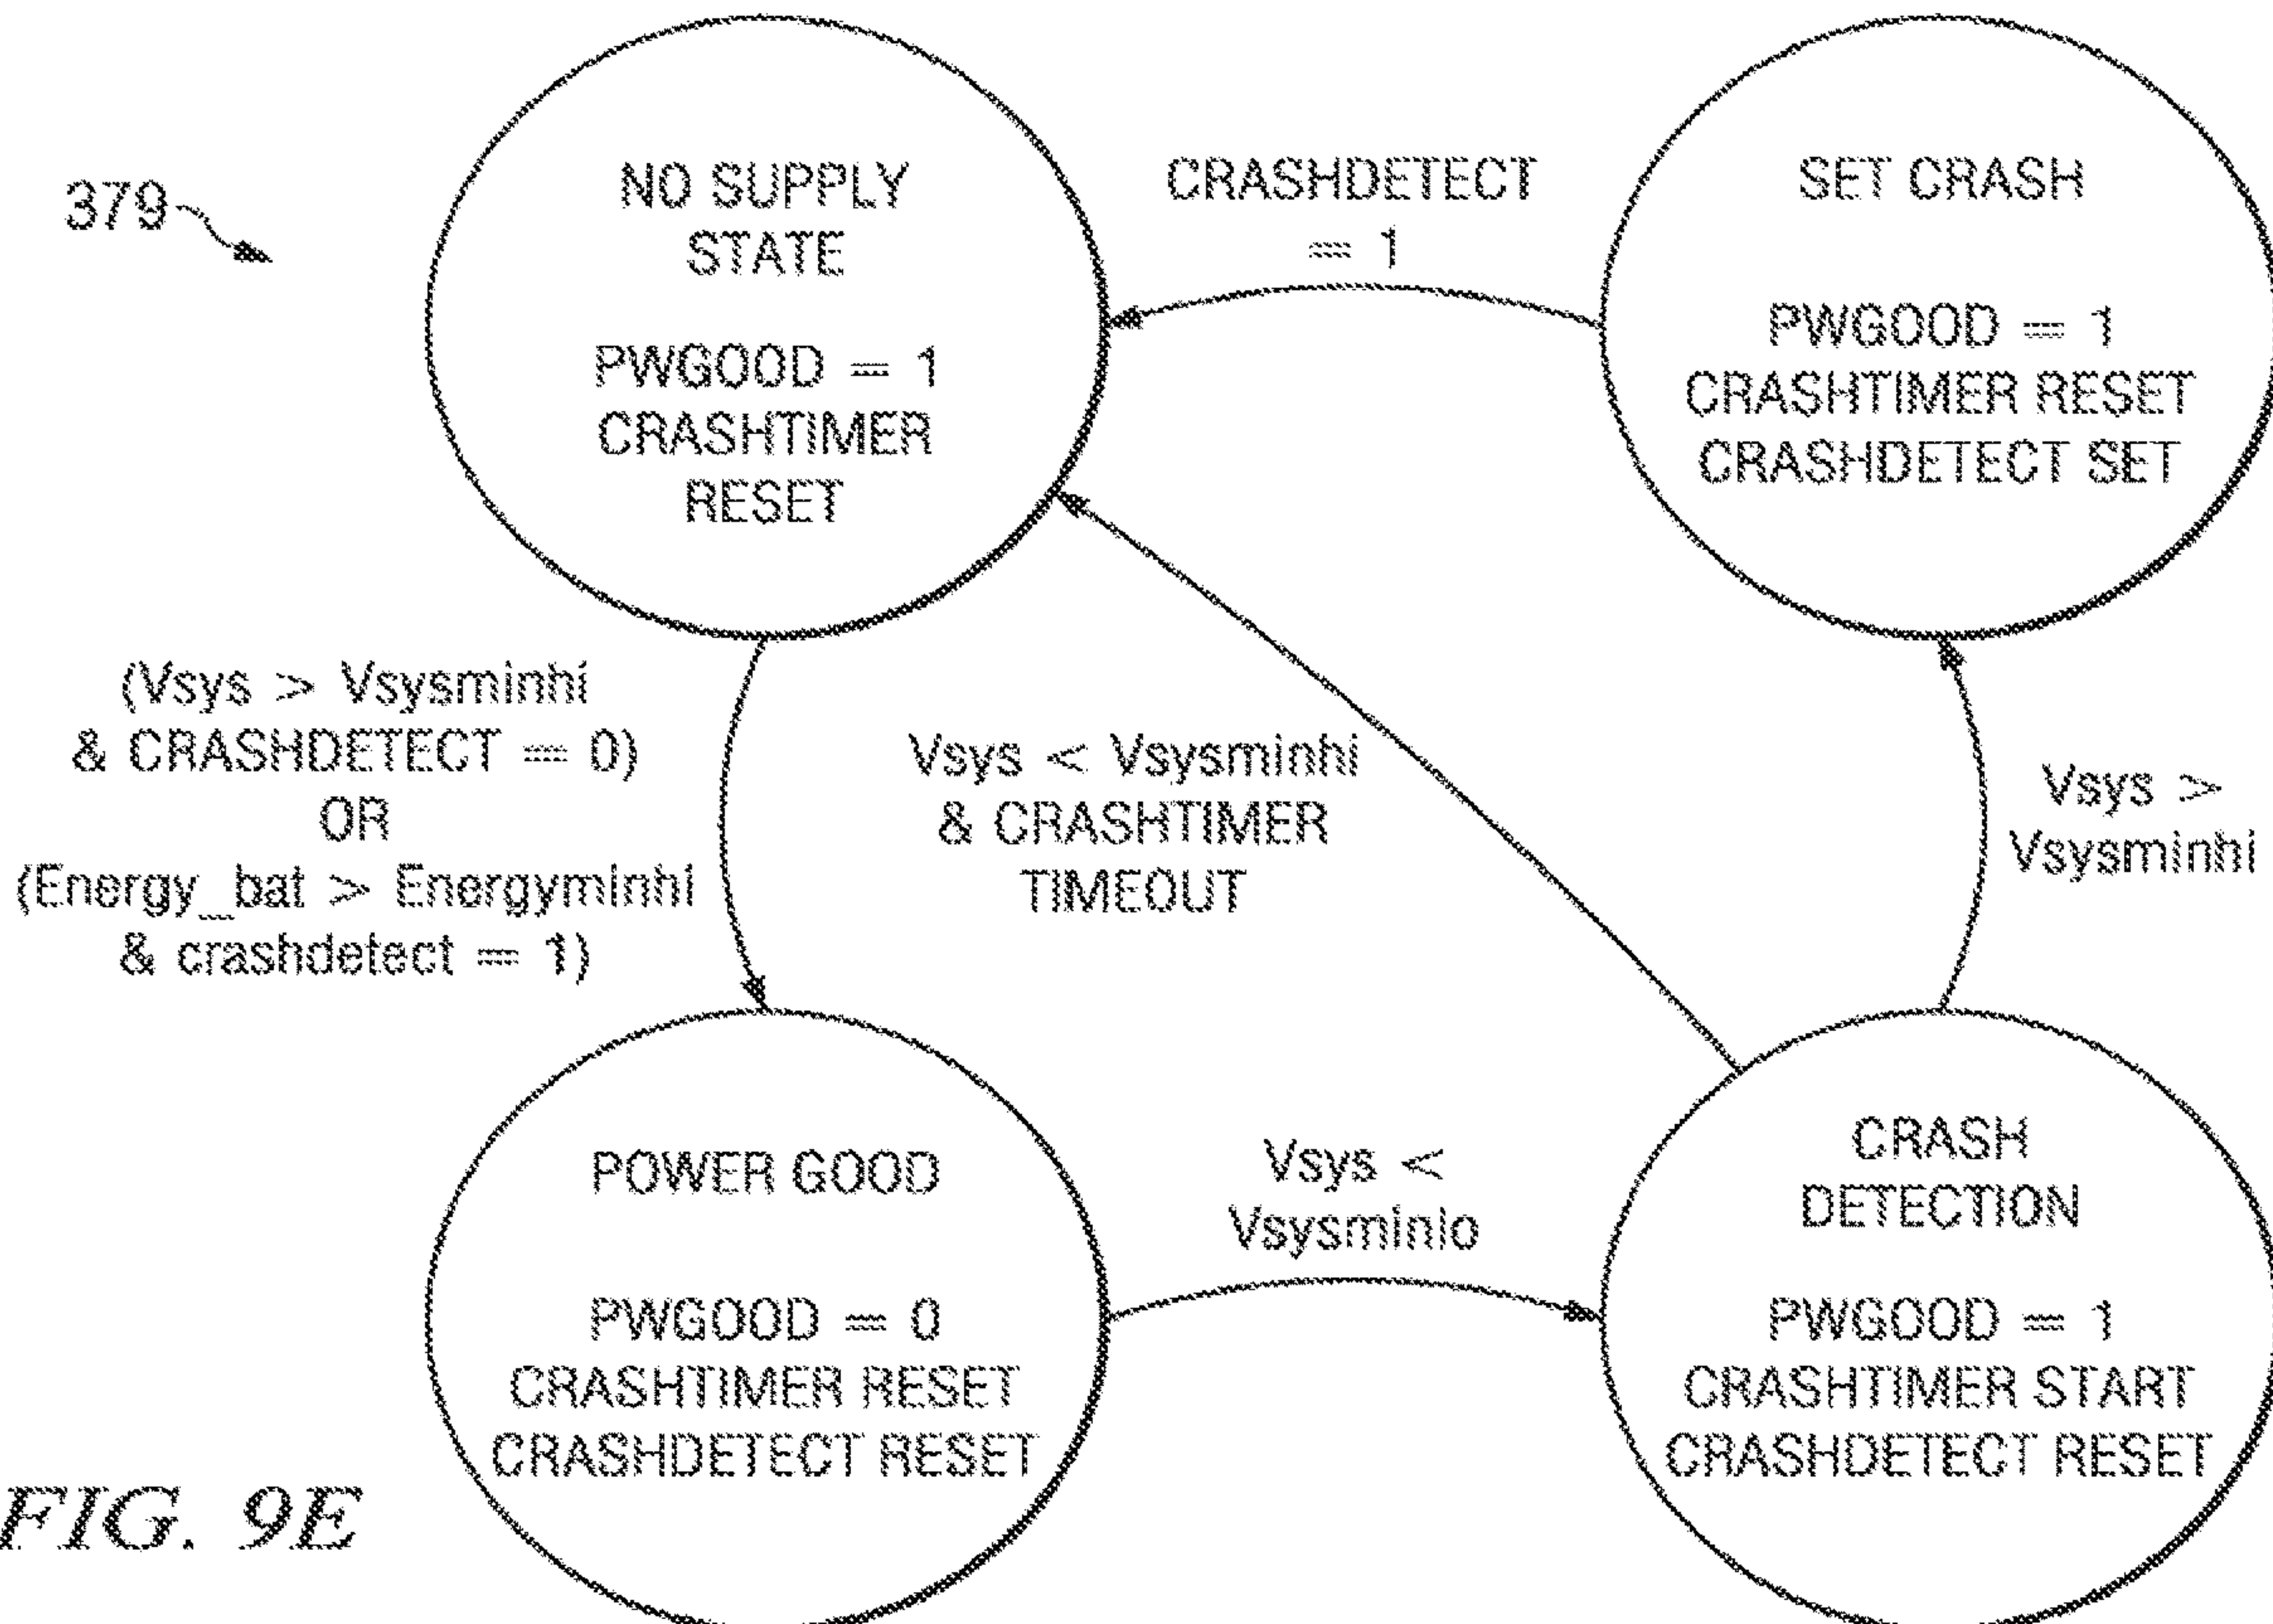 379
NO SUPPLY
STATE
PWGOOD == 1
CRASHTIMER
RESET
CRASHDETECT
== 1
SET CRASH
PWGOOD == 1
CRASHTIMER RESET
CRASHDETECT SET
(Vsys > Vsysminhi
& CRASHDETECT == 0)
OR
(Energy_bat > Energyminhi
& crashdetect == 1)
Vsys < Vsysminhi
& CRASHTIMER
TIMEOUT
Vsys >
Vsysminhi
POWER GOOD
PWGOOD == 0
CRASHTIMER RESET
CRASHDETECT RESET
Vsys <
Vsysminlo
CRASH
DETECTION
PWGOOD == 1
CRASHTIMER START
CRASHDETECT RESET
FIG. 9E